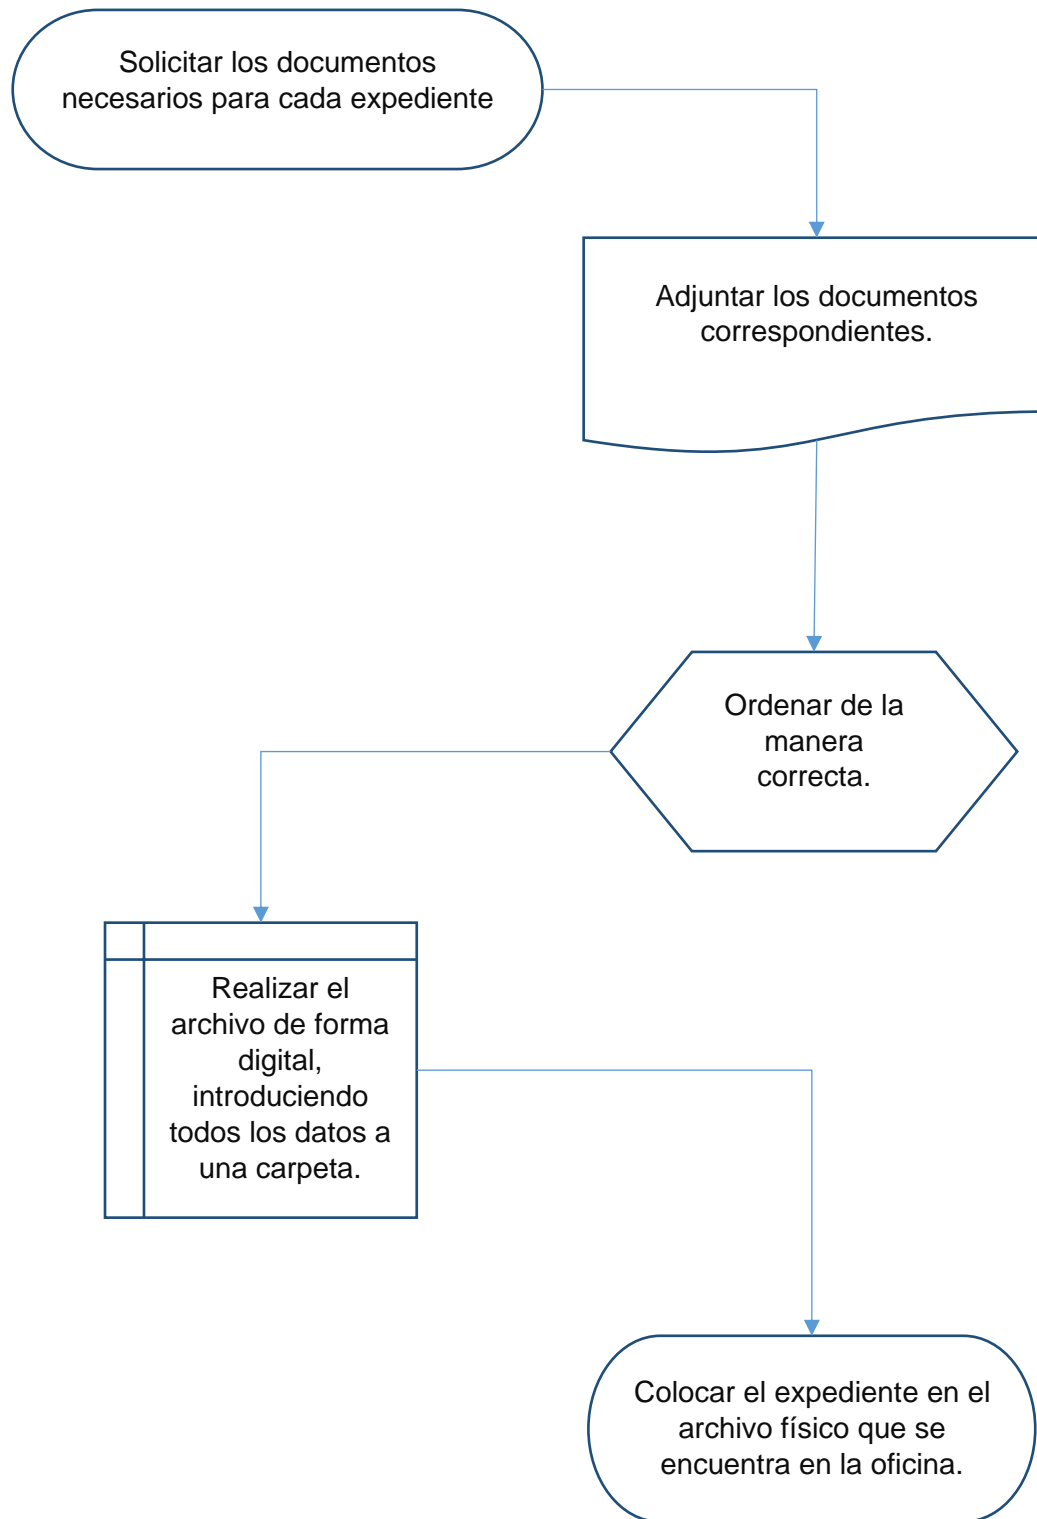 Solicitar los documentos
necesarios para cada expediente
Adjuntar los documentos
correspondientes.
Ordenar de la
manera
correcta.
Realizar el
archivo de forma
digital,
introduciendo
todos los datos a
una carpeta.
Colocar el expediente en el
archivo físico que se
encuentra en la oficina.